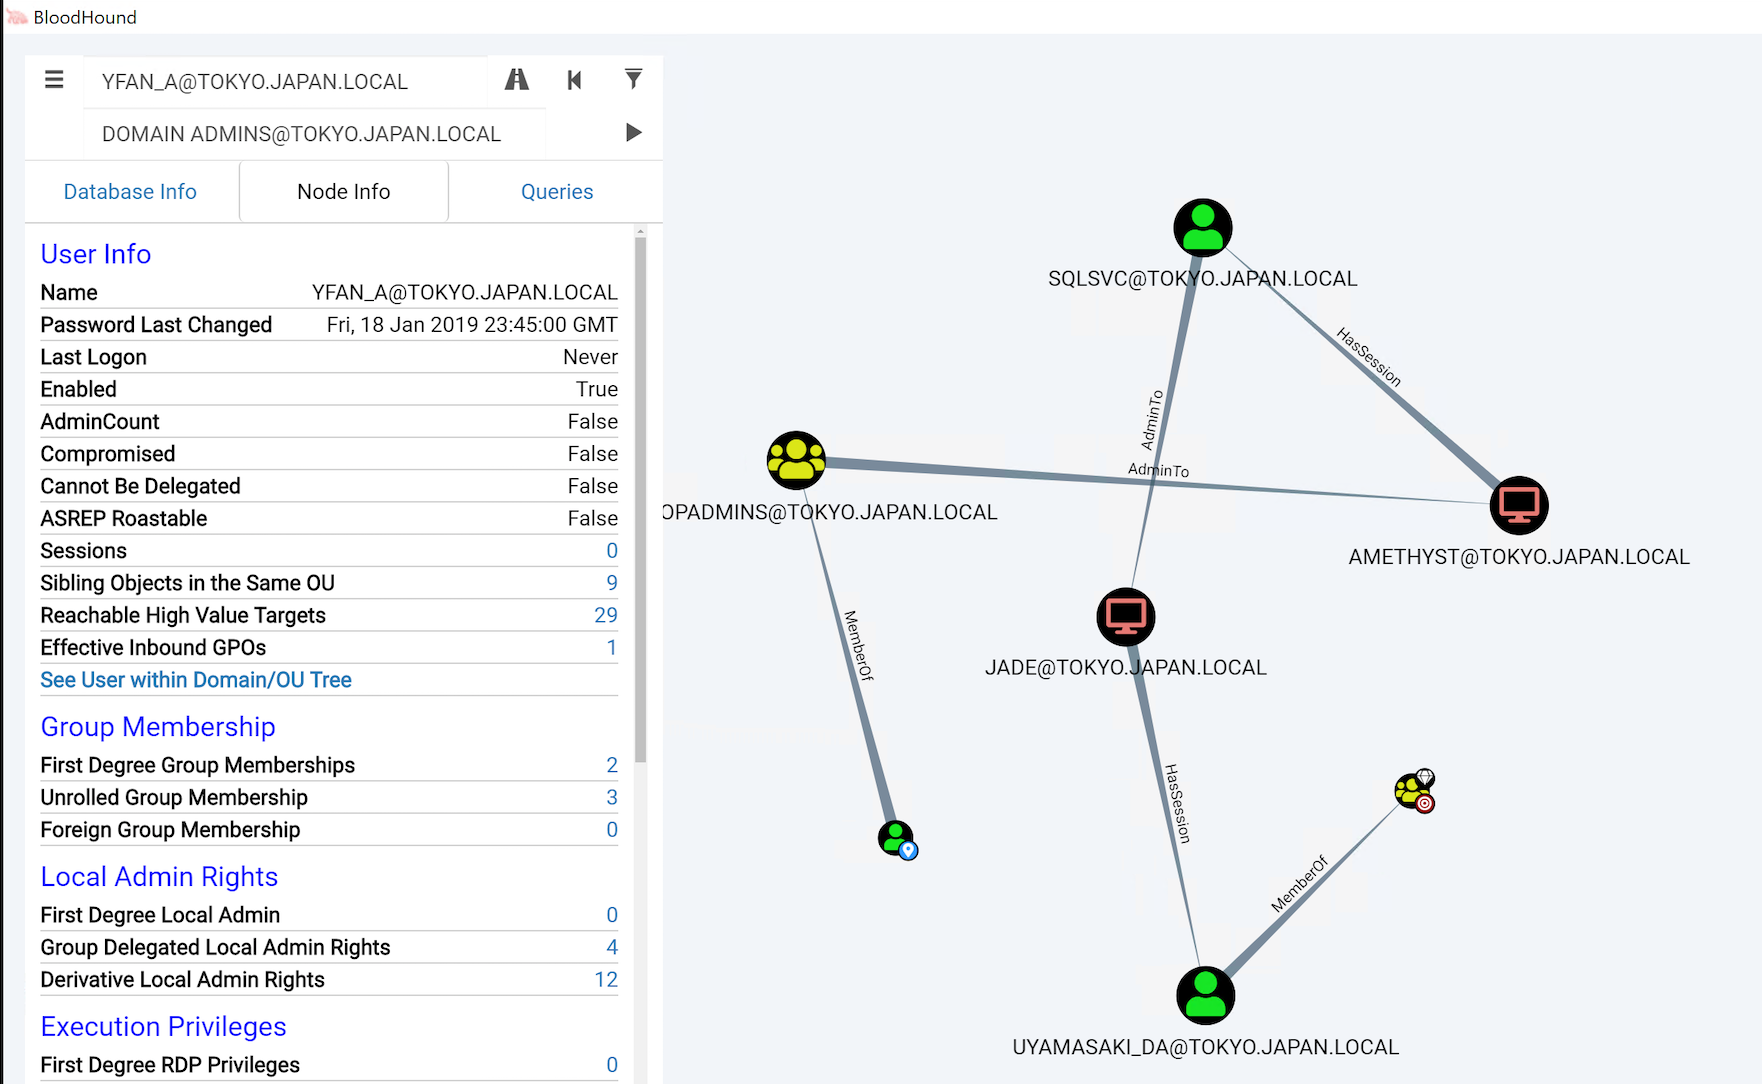 BloodHound
YFAN_A@TOKYO.JAPAN.LOCAL
DOMAIN ADMINS@TOKYO.JAPAN.LOCAL
Database Info
Node Info
Queries
User Info
Name YFAN_A@TOKYO.JAPAN.LOCAL
Password Last Changed Fri, 18 Jan 2019 23:45:00 GMT
Last Logon Never
Enabled True
AdminCount False
Compromised False
Cannot Be Delegated False
ASREP Roastable False
Sessions 0
Sibling Objects in the Same OU 9
Reachable High Value Targets 29
Effective Inbound GPOs 1
See User within Domain/OU Tree
Group Membership
First Degree Group Memberships 2
Unrolled Group Membership 3
Foreign Group Membership 0
Local Admin Rights
First Degree Local Admin 0
Group Delegated Local Admin Rights 4
Derivative Local Admin Rights 12
Execution Privileges
First Degree RDP Privileges 0
SQLSVC@TOKYO.JAPAN.LOCAL
HasSession
AdminTo
AdminTo
OPADMINS@TOKYO.JAPAN.LOCAL
AMETHYST@TOKYO.JAPAN.LOCAL
MemberOf
JADE@TOKYO.JAPAN.LOCAL
HasSession
MemberOf
UYAMASAKI_DA@TOKYO.JAPAN.LOCAL